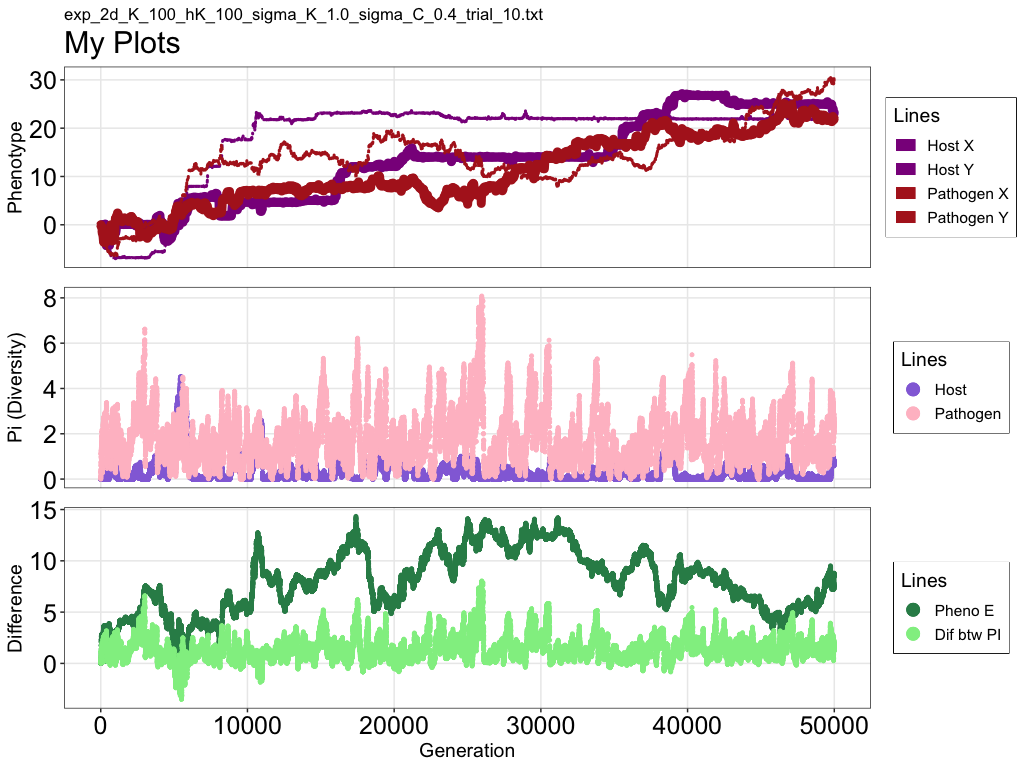 exp_2d_K_100_hK_100_sigma_K_1.0_sigma_C_0.4_trial_10.txt
My Plots
30
20
10
0
Phenotype
Lines
Host X
Host Y
Pathogen X
Pathogen Y
8
6
4
2
0
Pi (Diversity)
Lines
Host
Pathogen
15
10
5
0
Difference
Lines
Pheno E
Dif btw PI
0 10000 20000 30000 40000 50000
Generation